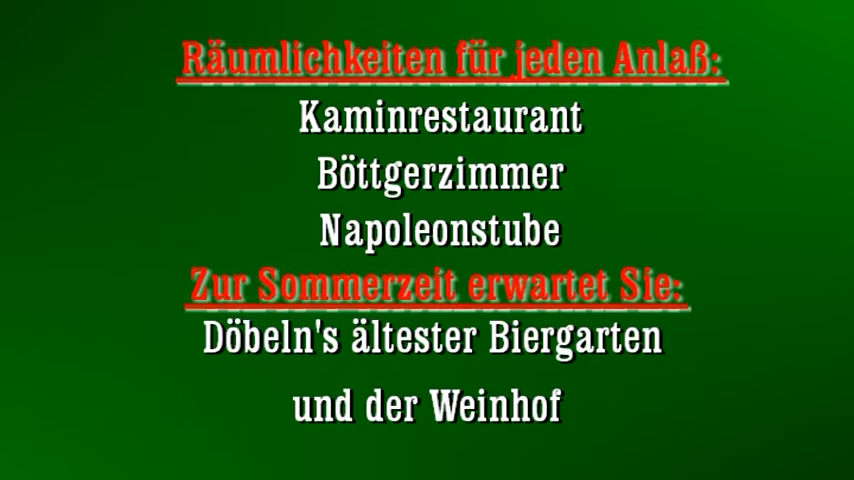 Räumlichkeiten für jeden Anlaß:
Kaminrestaurant
Böttgerzimmer
Napoleonstube
Zur Sommerzeit erwartet Sie:
Döbeln's ältester Biergarten
und der Weinhof